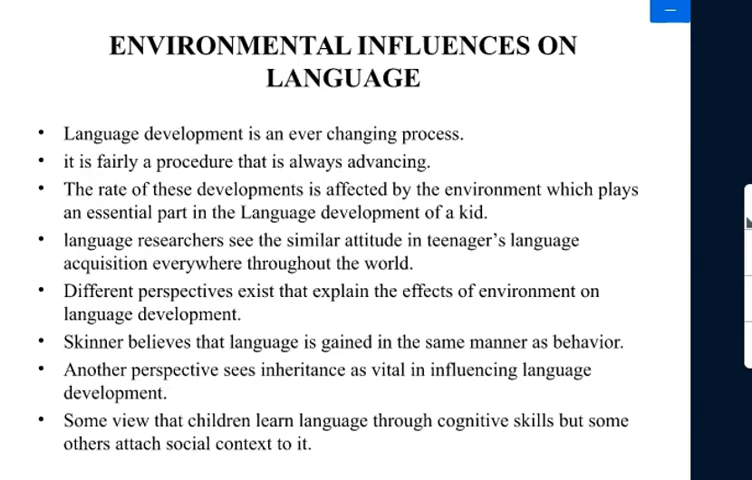 ENVIRONMENTAL INFLUENCES ON
LANGUAGE
• Language development is an ever changing process.
• it is fairly a procedure that is always advancing.
• The rate of these developments is affected by the environment which plays
an essential part in the Language development of a kid.
• language researchers see the similar attitude in teenager's language
acquisition everywhere throughout the world.
• Different perspectives exist that explain the effects of environment on
language development.
• Skinner believes that language is gained in the same manner as behavior.
• Another perspective sees inheritance as vital in influencing language
development.
• Some view that children learn language through cognitive skills but some
others attach social context to it.